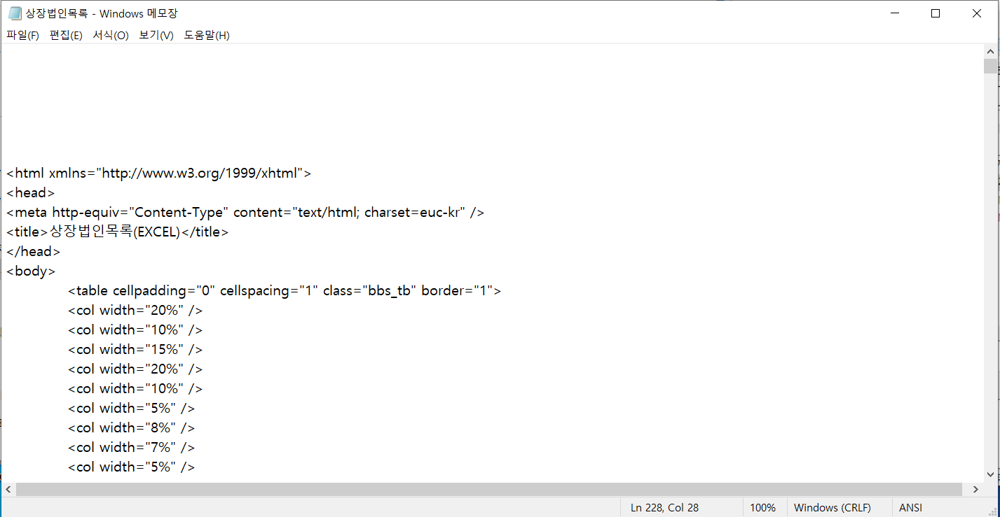 상장법인목록 - Windows 메모장
파일(F) 편집(E) 서식(O) 보기(V) 도움말(H)
<html xmlns="http://www.w3.org/1999/xhtml">
<head>
<meta http-equiv="Content-Type" content="text/html; charset=euc-kr" />
<title>상장법인목록(EXCEL)</title>
</head>
<body>
<table cellpadding="0" cellspacing="1" class="bbs_tb" border="1">
<col width="20%" />
<col width="10%" />
<col width="15%" />
<col width="20%" />
<col width="10%" />
<col width="5%" />
<col width="8%" />
<col width="7%" />
<col width="5%" />
Ln 228, Col 28 100% Windows (CRLF) ANSI